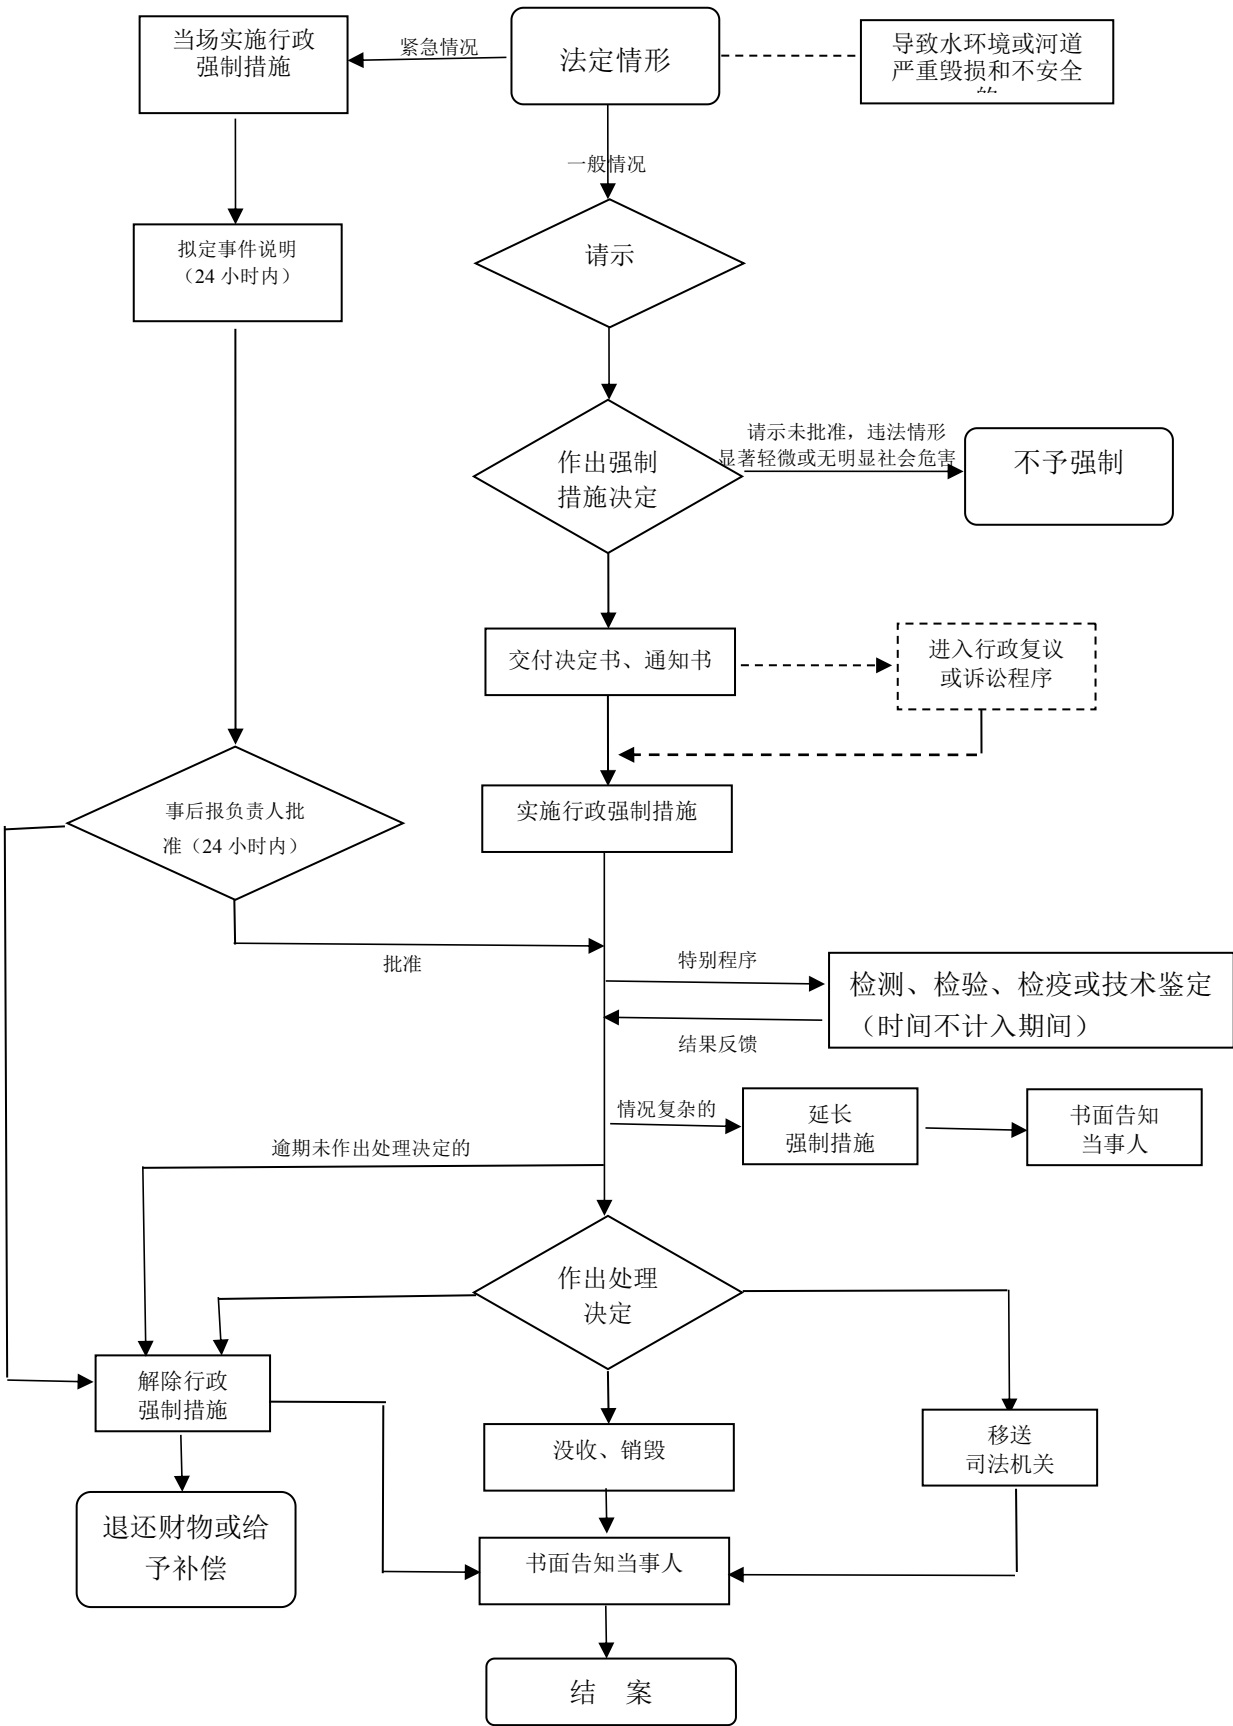 当场实施行政
强制措施
紧急情况
法定情形
导致水环境或河道
严重毁损和不安全
一般情况
拟定事件说明
（24 小时内）
请示
作出强制
措施决定
请示未批准，违法情形
显著轻微或无明显社会危害
不予强制
交付决定书、通知书
进入行政复议
或诉讼程序
事后报负责人批
准（24 小时内）
实施行政强制措施
批准
特别程序
检测、检验、检疫或技术鉴定
（时间不计入期间）
结果反馈
情况复杂的
延长
强制措施
书面告知
当事人
逾期未作出处理决定的
作出处理
决定
解除行政
强制措施
没收、销毁
移送
司法机关
退还财物或给
予补偿
书面告知当事人
结 案